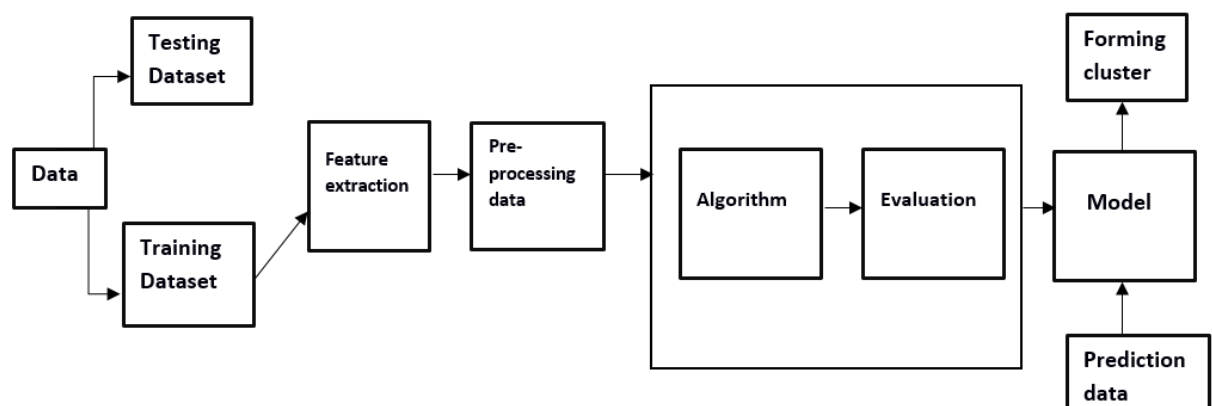 Testing
Dataset
Data
Training
Dataset
Feature
extraction
Pre-
processing
data
Algorithm
Evaluation
Forming
cluster
Model
Prediction
data